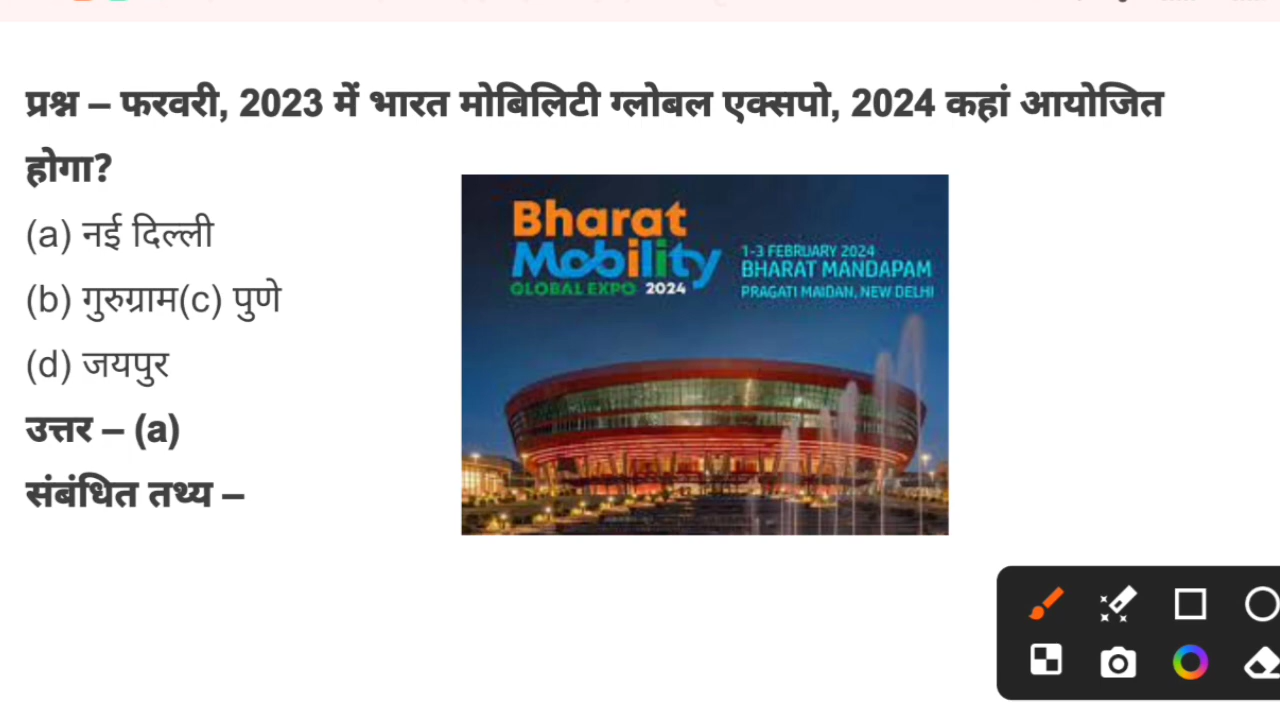 प्रश्न – फरवरी, 2023 में भारत मोबिलिटी ग्लोबल एक्सपो, 2024 कहां आयोजित
होगा?
(a) नई दिल्ली
(b) गुरुग्राम(c) पुणे
(d) जयपुर
उत्तर – (a)
संबंधित तथ्य –
Bharat
Mobility
GLOBAL EXPO 2024
1-3 FEBRUARY 2024
BHARAT MANDAPAM
PRAGATI MAIDAN, NEW DELHI